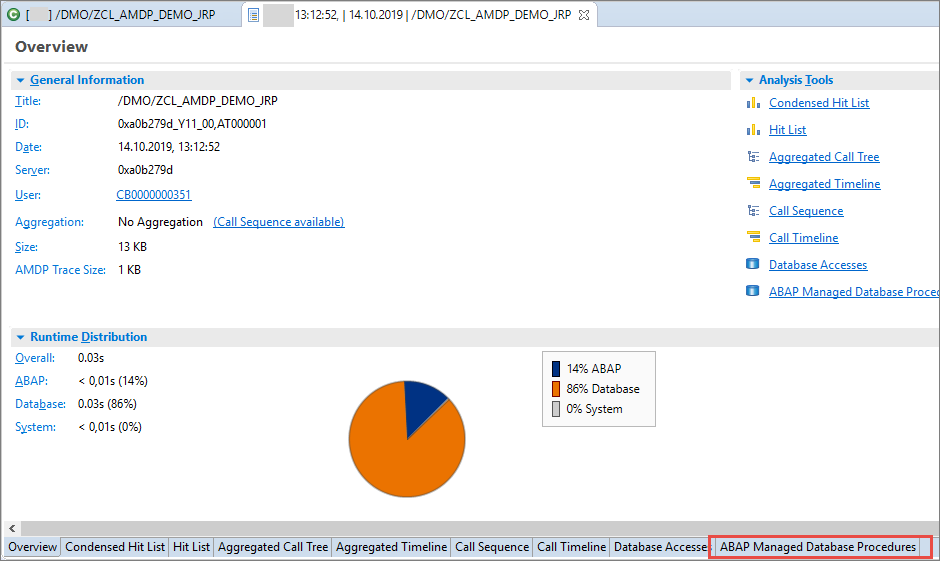 [ ] /DMO/ZCL_AMDP_DEMO_JRP
13:12:52, | 14.10.2019 | /DMO/ZCL_AMDP_DEMO_JRP
Overview
General Information
Title: /DMO/ZCL_AMDP_DEMO_JRP
ID: 0xa0b279d_Y11_00,AT000001
Date: 14.10.2019, 13:12:52
Server: 0xa0b279d
User: CB0000000351
Aggregation: No Aggregation (Call Sequence available)
Size: 13 KB
AMDP Trace Size: 1 KB
Analysis Tools
Condensed Hit List
Hit List
Aggregated Call Tree
Aggregated Timeline
Call Sequence
Call Timeline
Database Accesses
ABAP Managed Database Proced
Runtime Distribution
Overall: 0.03s
ABAP: < 0,01s (14%)
Database: 0.03s (86%)
System: < 0,01s (0%)
14% ABAP
86% Database
0% System
Overview Condensed Hit List Hit List Aggregated Call Tree Aggregated Timeline Call Sequence Call Timeline Database Accesses ABAP Managed Database Procedures